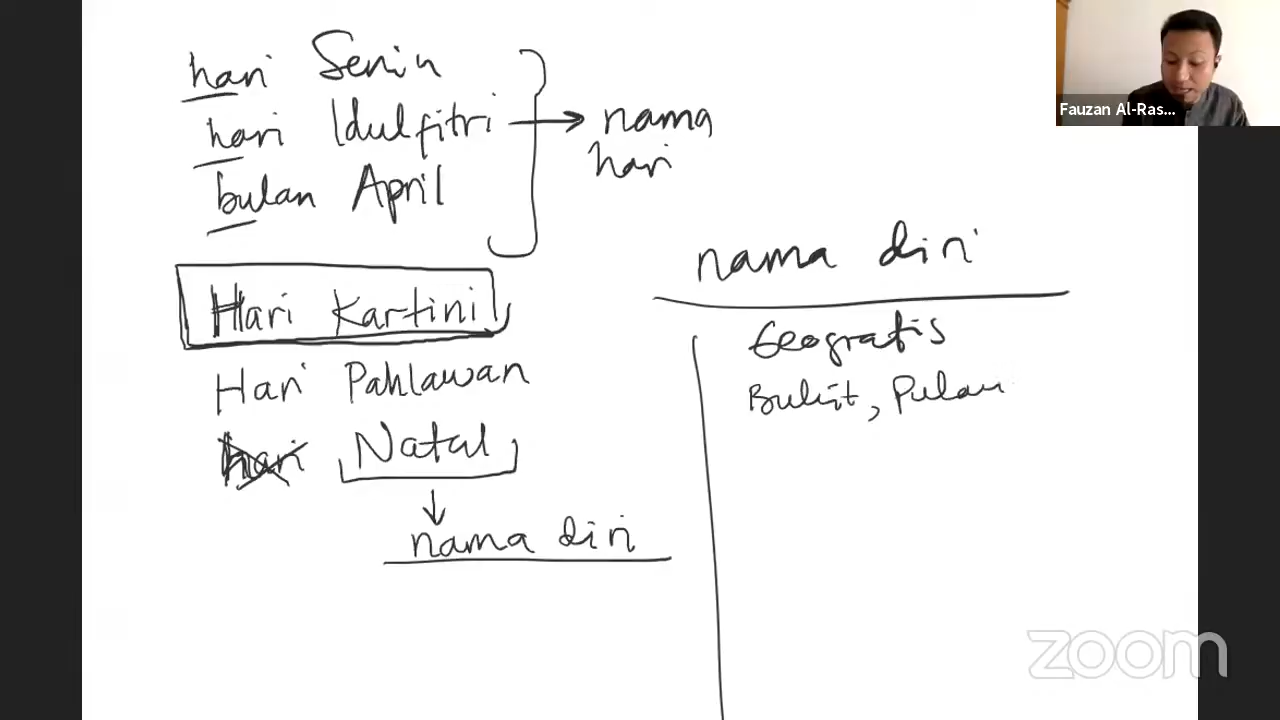 hari Senin
hari Idulfitri
bulan April
nama
hari
Hari Kartini
Hari Pahlawan
hari Natal
nama diri
nama diri
Geografis
Bukit, Pulau
Fauzan Al-Ras...
zoom